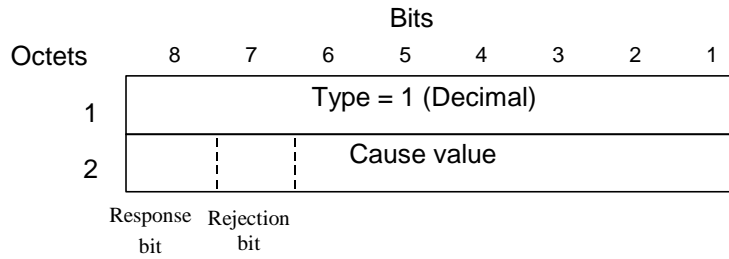 Bits
Octets 8 7 6 5 4 3 2 1
1 Type = 1 (Decimal)
2 Cause value
Response Rejection
bit bit